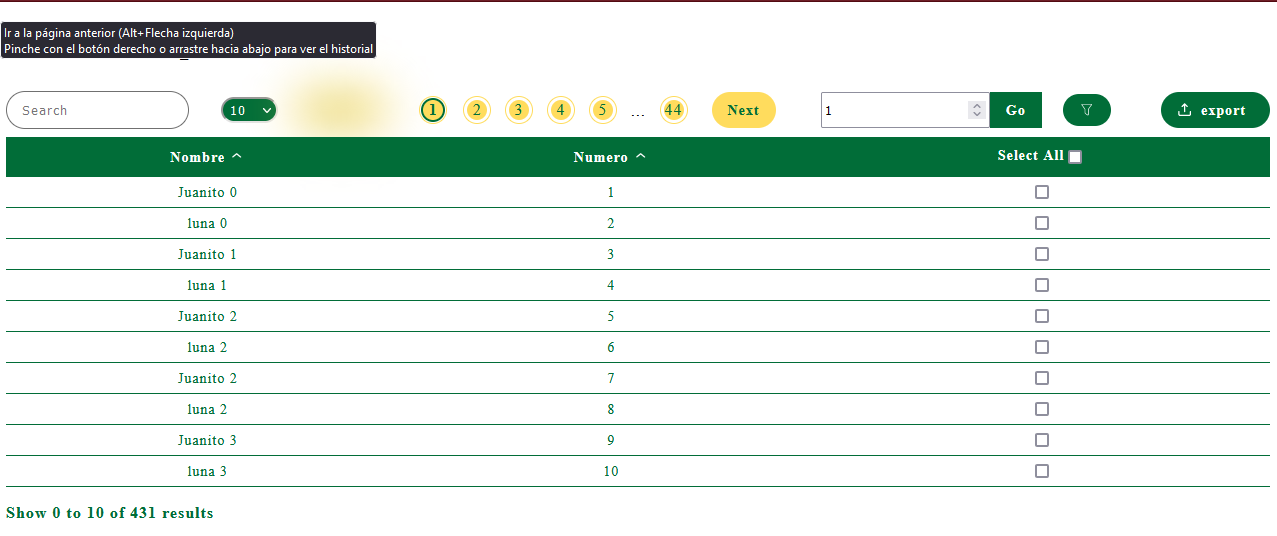 Ir a la página anterior (Alt+Flecha izquierda)
Pinche con el botón derecho o arrastre hacia abajo para ver el historial
Search 10 1 2 3 4 5 ... 44 Next 1 Go export
Nombre Numero Select All
Juanito 0 1
luna 0 2
Juanito 1 3
luna 1 4
Juanito 2 5
luna 2 6
Juanito 2 7
luna 2 8
Juanito 3 9
luna 3 10
Show 0 to 10 of 431 results